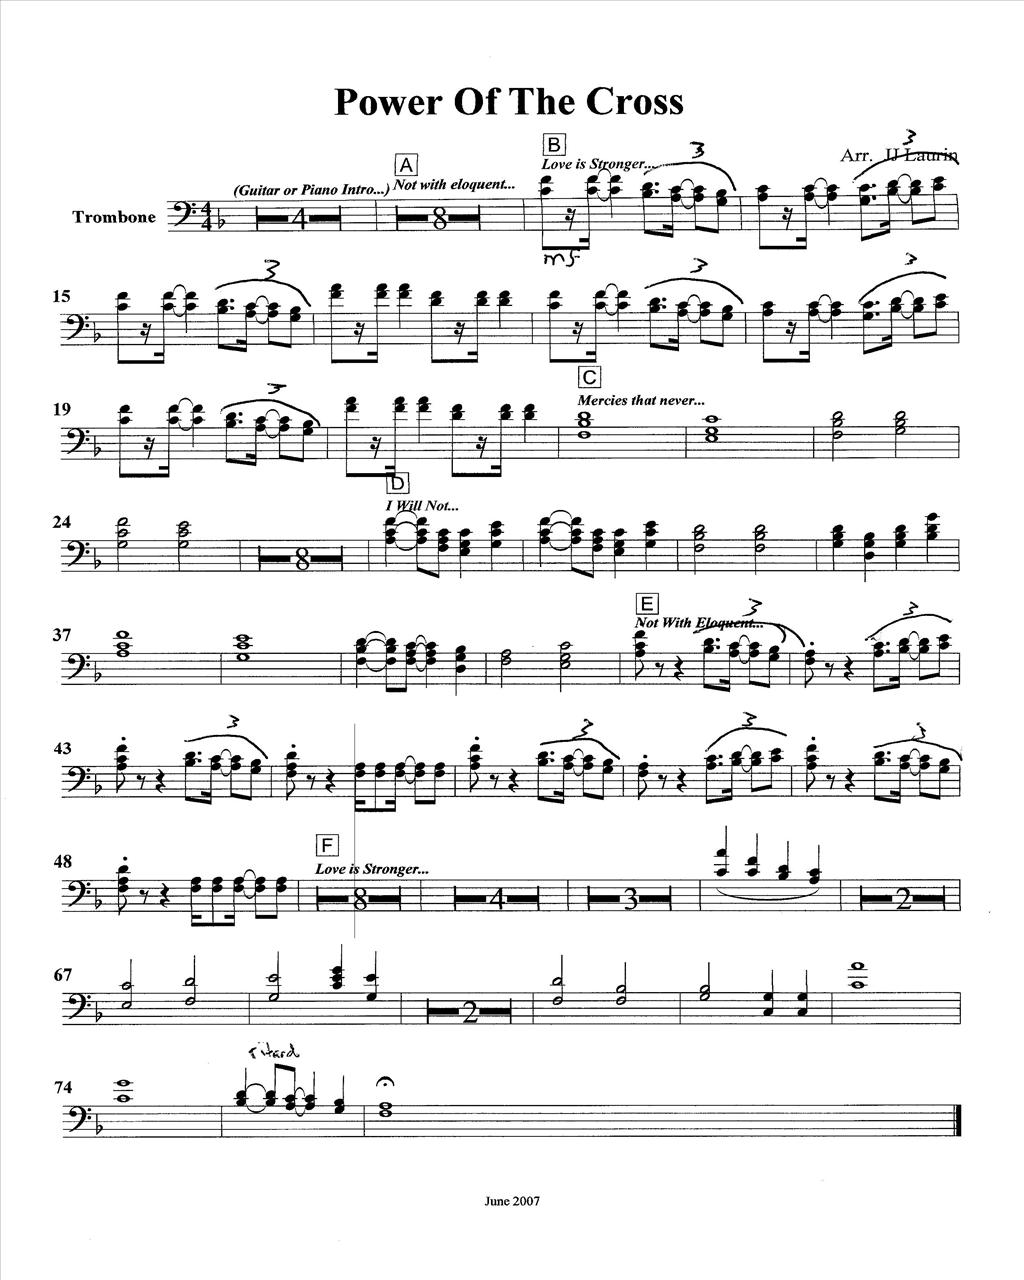 Power Of The Cross
Arr. JJ Laurin
A
B
(Guitar or Piano Intro...) Not with eloquent... Love is Stronger...
3
3
Trombone
4
4
4
8
mf
15
3
3
3
19
3
C
Mercies that never...
24
8
D
I Will Not...
37
E
Not With Eloquent...
3
3
43
3
3
3
3
48
F
Love is Stronger...
8
4
3
2
67
2
74
ritard
June 2007